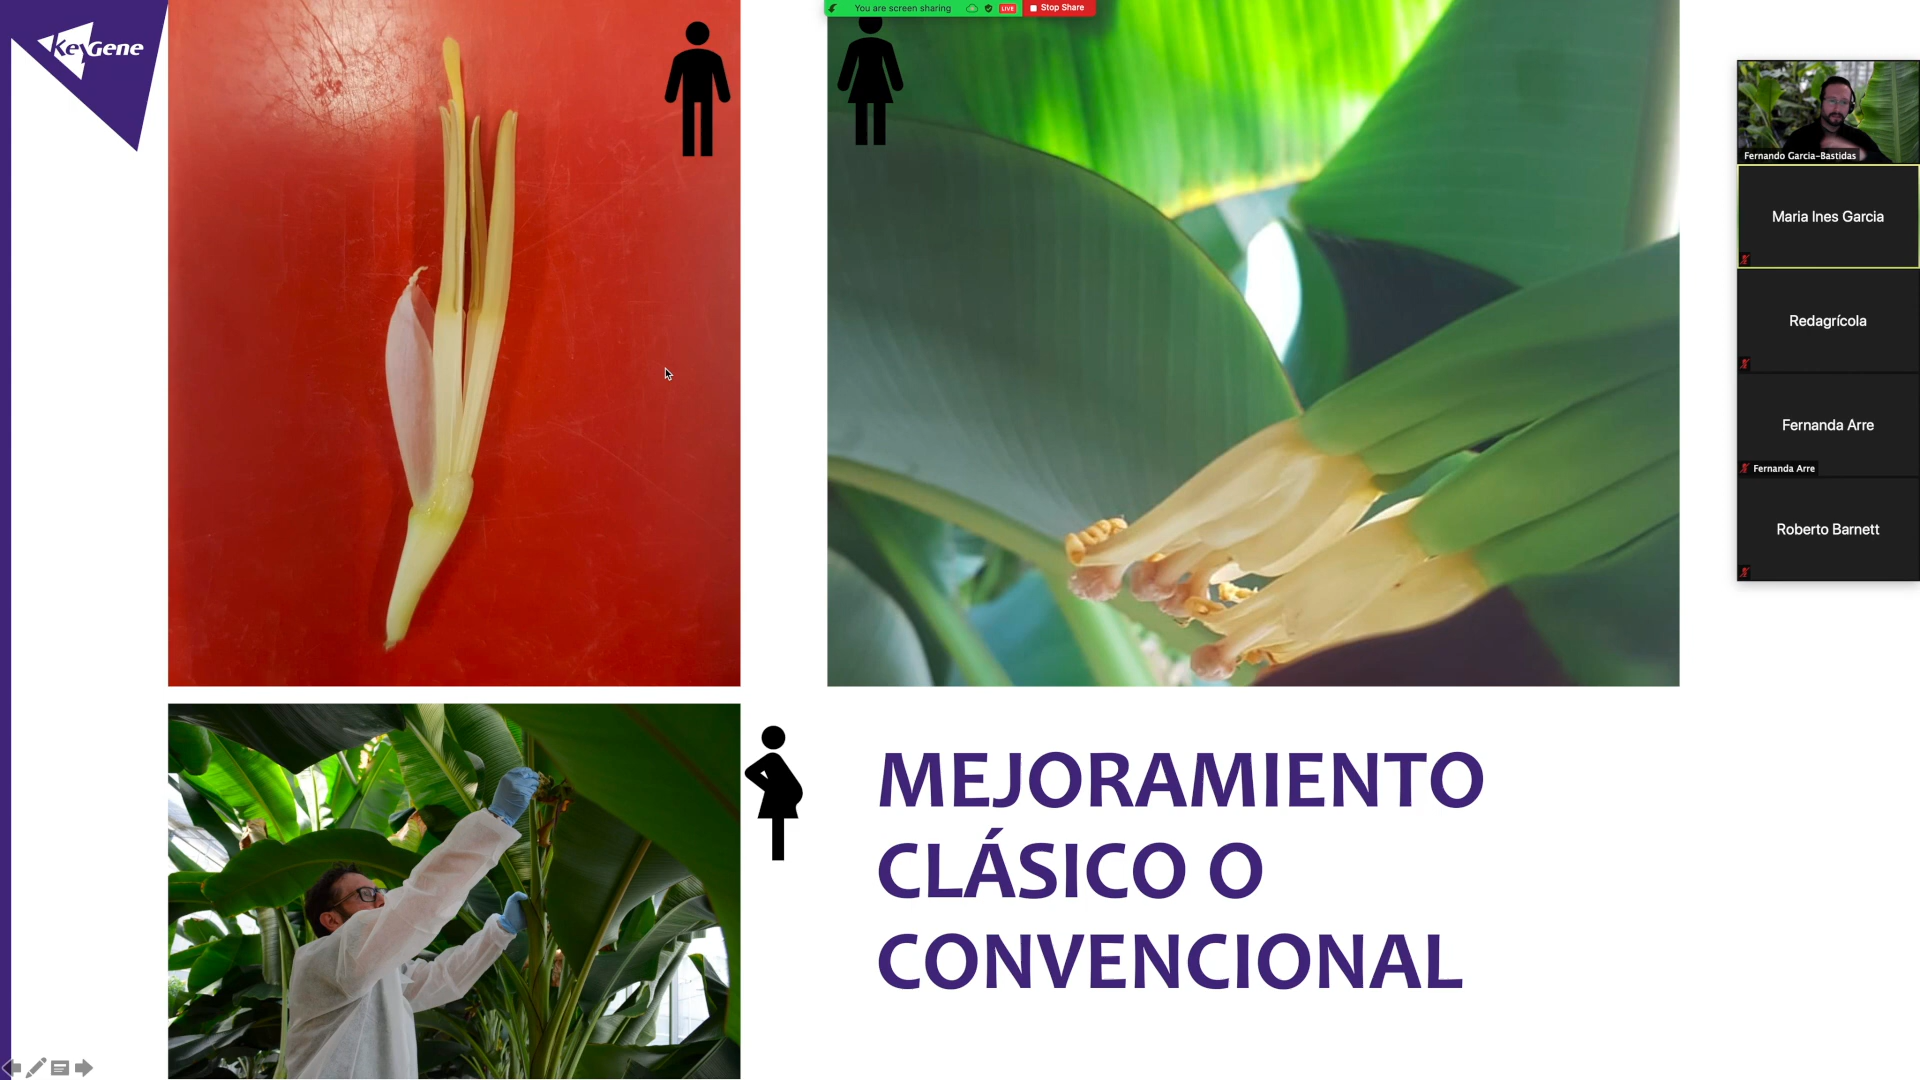 KeyGene
You are screen sharing
LIVE
Stop Share
Fernando Garcia-Bastidas
Maria Ines Garcia
Redagrícola
Fernanda Arre
Fernanda Arre
Roberto Barnett
MEJORAMIENTO
CLÁSICO O
CONVENCIONAL